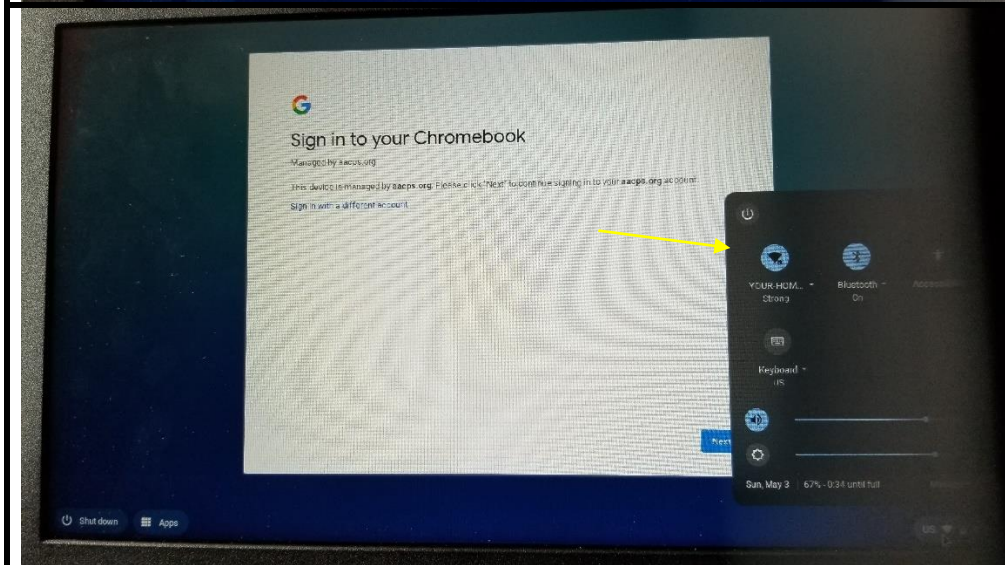 Sign in to your Chromebook
Managed by aacps.org
This device is managed by aacps.org. Please click "Next" to continue signing in to your aacps.org account.
Sign in with a different account
Next
YOUR-HOM...
Strong
Bluetooth
On
Keyboard
US
Sun, May 3 | 67% - 0:34 until full
Shut down
Apps
US